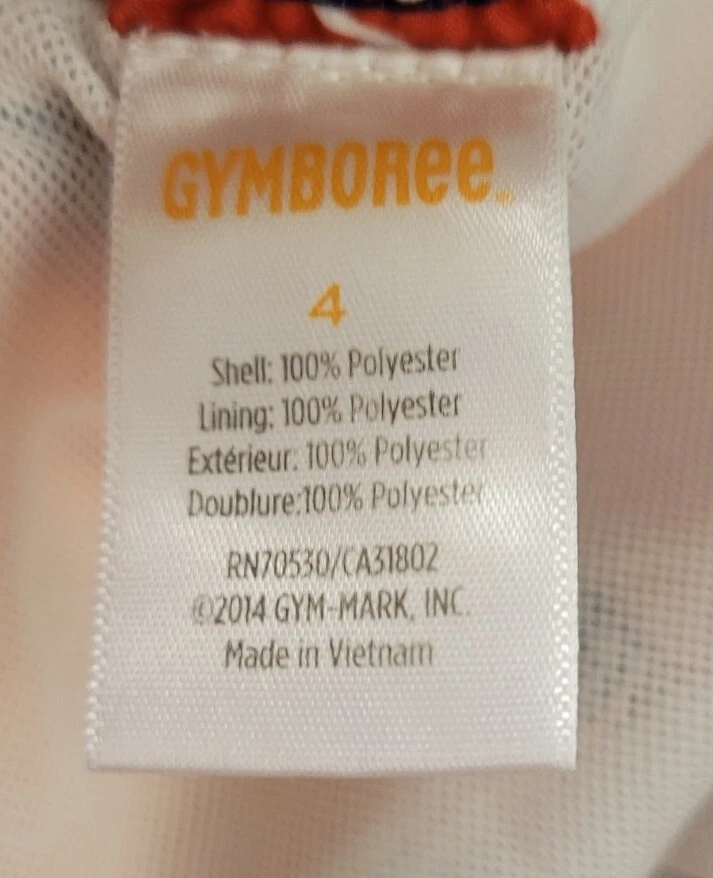 GYMBORee™
4
Shell: 100% Polyester
Lining: 100% Polyester
Extérieur: 100% Polyester
Doublure:100% Polyester
RN70530/CA31802
©2014 GYM-MARK, INC.
Made in Vietnam